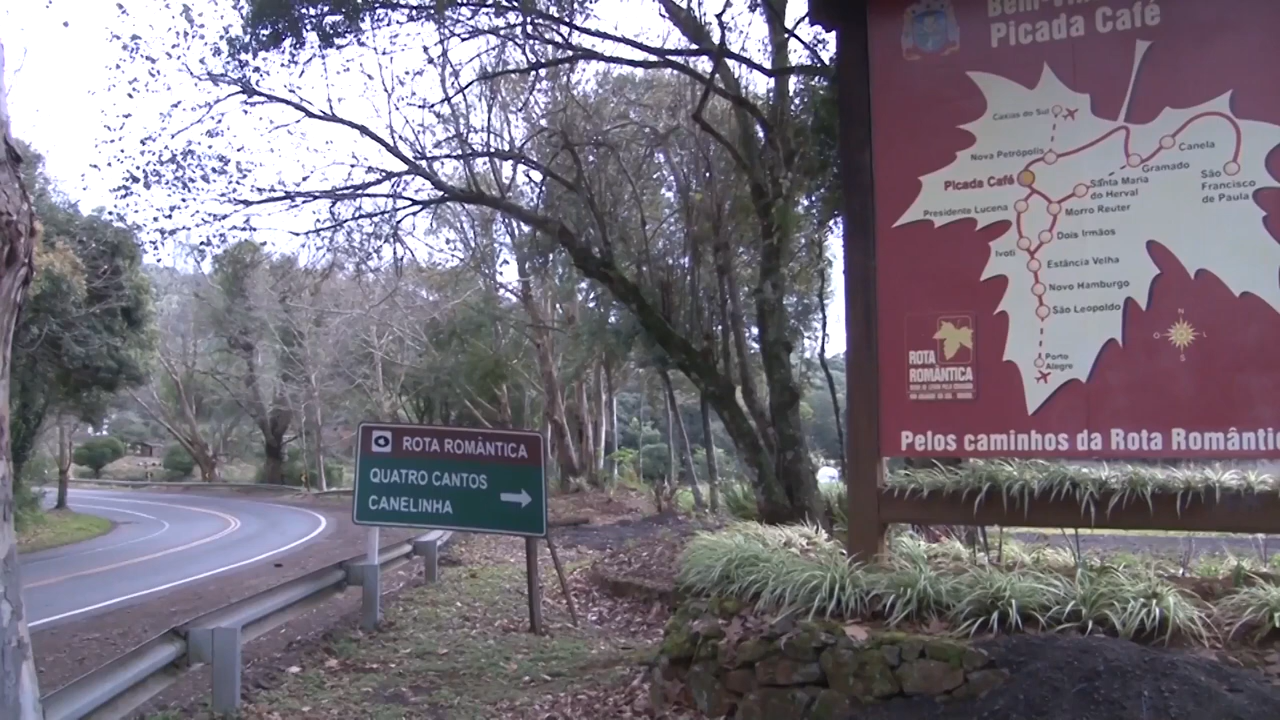 ROTA ROMÂNTICA
QUATRO CANTOS
CANELINHA
Picada Café
Caxias do Sul
Nova Petrópolis
Picada Café
Presidente Lucena
Ivoti
Canela
Gramado
São
Francisco
de Paula
Santa Maria
do Herval
Morro Reuter
Dois Irmãos
Estância Velha
Novo Hamburgo
São Leopoldo
Porto
Alegre
N
O L
S
ROTA
ROMÂNTICA
Pelos caminhos da Rota